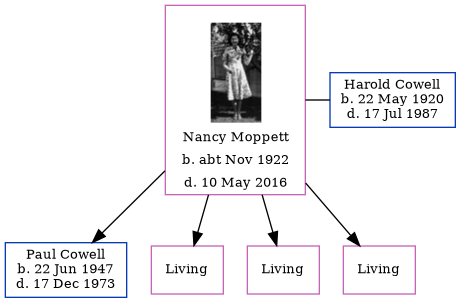 Nancy Moppett
b. abt Nov 1922
d. 10 May 2016
Harold Cowell
b. 22 May 1920
d. 17 Jul 1987
Paul Cowell
b. 22 Jun 1947
d. 17 Dec 1973
Living
Living
Living